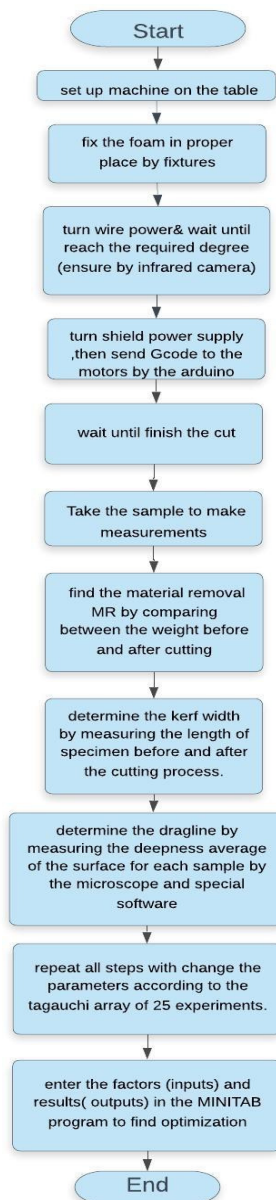 Start
set up machine on the table
fix the foam in proper
place by fixtures
turn wire power& wait until
reach the required degree
(ensure by infrared camera)
turn shield power supply
,then send Gcode to the
motors by the arduino
wait until finish the cut
Take the sample to make
measurements
find the material removal
MR by comparing
between the weight before
and after cutting
determine the kerf width
by measuring the length of
specimen before and after
the cutting process.
determine the dragline by
measuring the deepness average
of the surface for each sample by
the microscope and special
software
repeat all steps with change the
parameters according to the
tagauchi array of 25 experiments.
enter the factors (inputs) and
results( outputs) in the MINITAB
program to find optimization
End